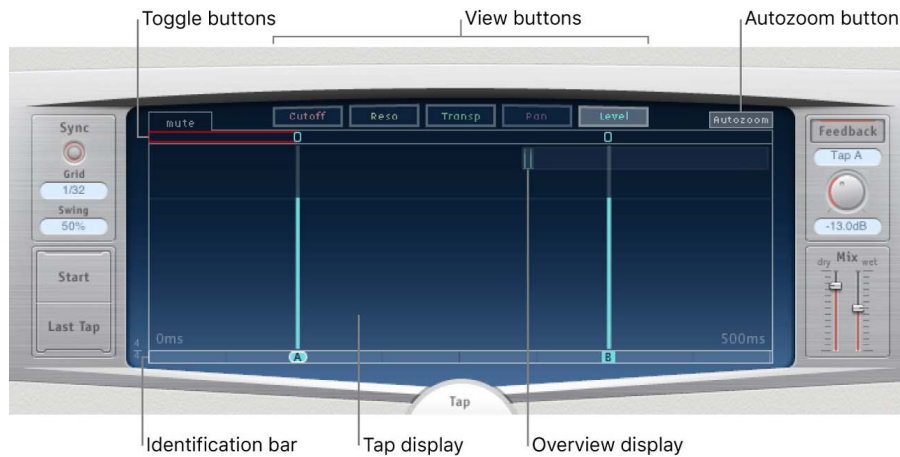 Toggle buttons
View buttons
Autozoom button
mute
Cutoff
Reso
Transp
Pan
Level
Autozoom
Sync
Grid
1/32
Swing
50%
Start
Last Tap
Feedback
Tap A
-13.0dB
dry Mix wet
0ms
500ms
4
4
A
B
Tap
Identification bar
Tap display
Overview display